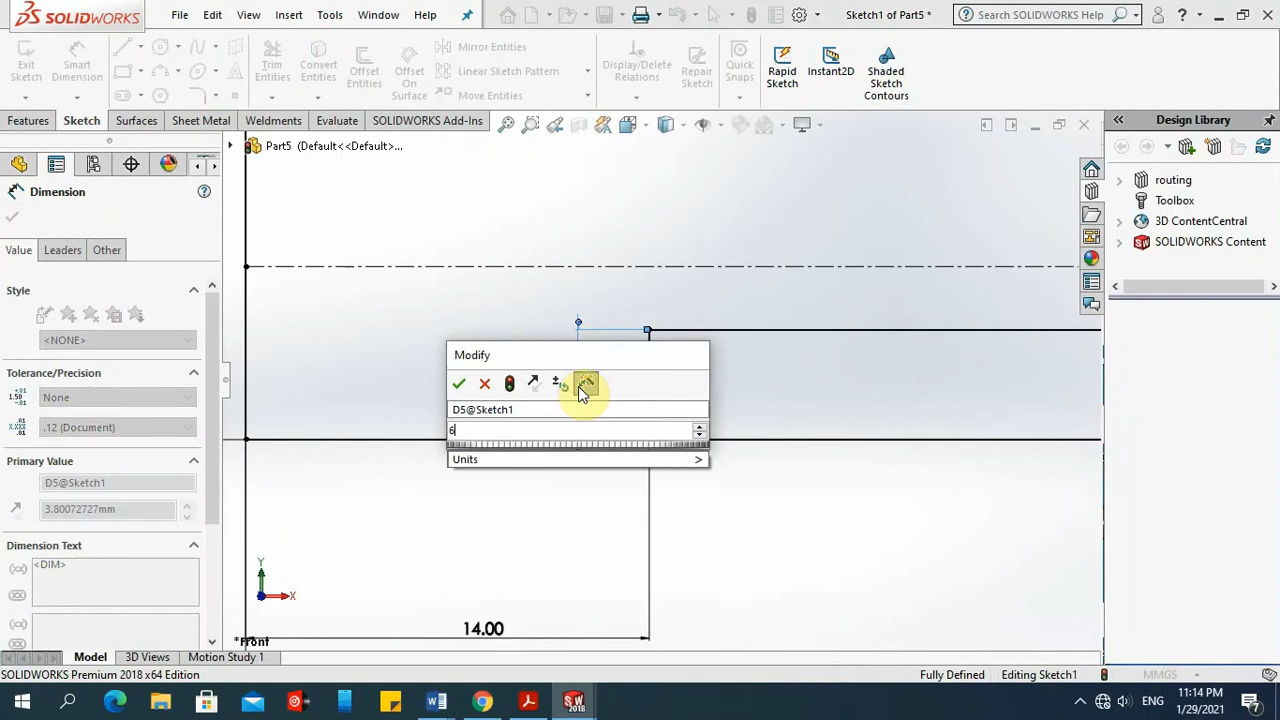 SOLIDWORKS
File Edit View Insert Tools Window Help
Sketch1 of Part5 *
Search SOLIDWORKS Help
?
Exit Sketch
Smart Dimension
Trim Entities
Convert Entities
Offset Entities
Offset On Surface
Mirror Entities
Linear Sketch Pattern
Move Entities
Display/Delete Relations
Repair Sketch
Quick Snaps
Rapid Sketch
Instant2D
Shaded Sketch Contours
Features Sketch Surfaces Sheet Metal Weldments Evaluate SOLIDWORKS Add-Ins
Design Library
Part5 (Default<<Default>...
Dimension
Value Leaders Other
Style
<NONE>
Tolerance/Precision
None
.12 (Document)
Primary Value
D5@Sketch1
3.80072727mm
Dimension Text
<DIM>
Modify
D5@Sketch1
6
Units >
Y
X
14.00
*Front
routing
Toolbox
3D ContentCentral
SOLIDWORKS Content
Model 3D Views Motion Study 1
SOLIDWORKS Premium 2018 x64 Edition
Fully Defined Editing Sketch1 MMGS
ENG
11:14 PM
1/29/2021